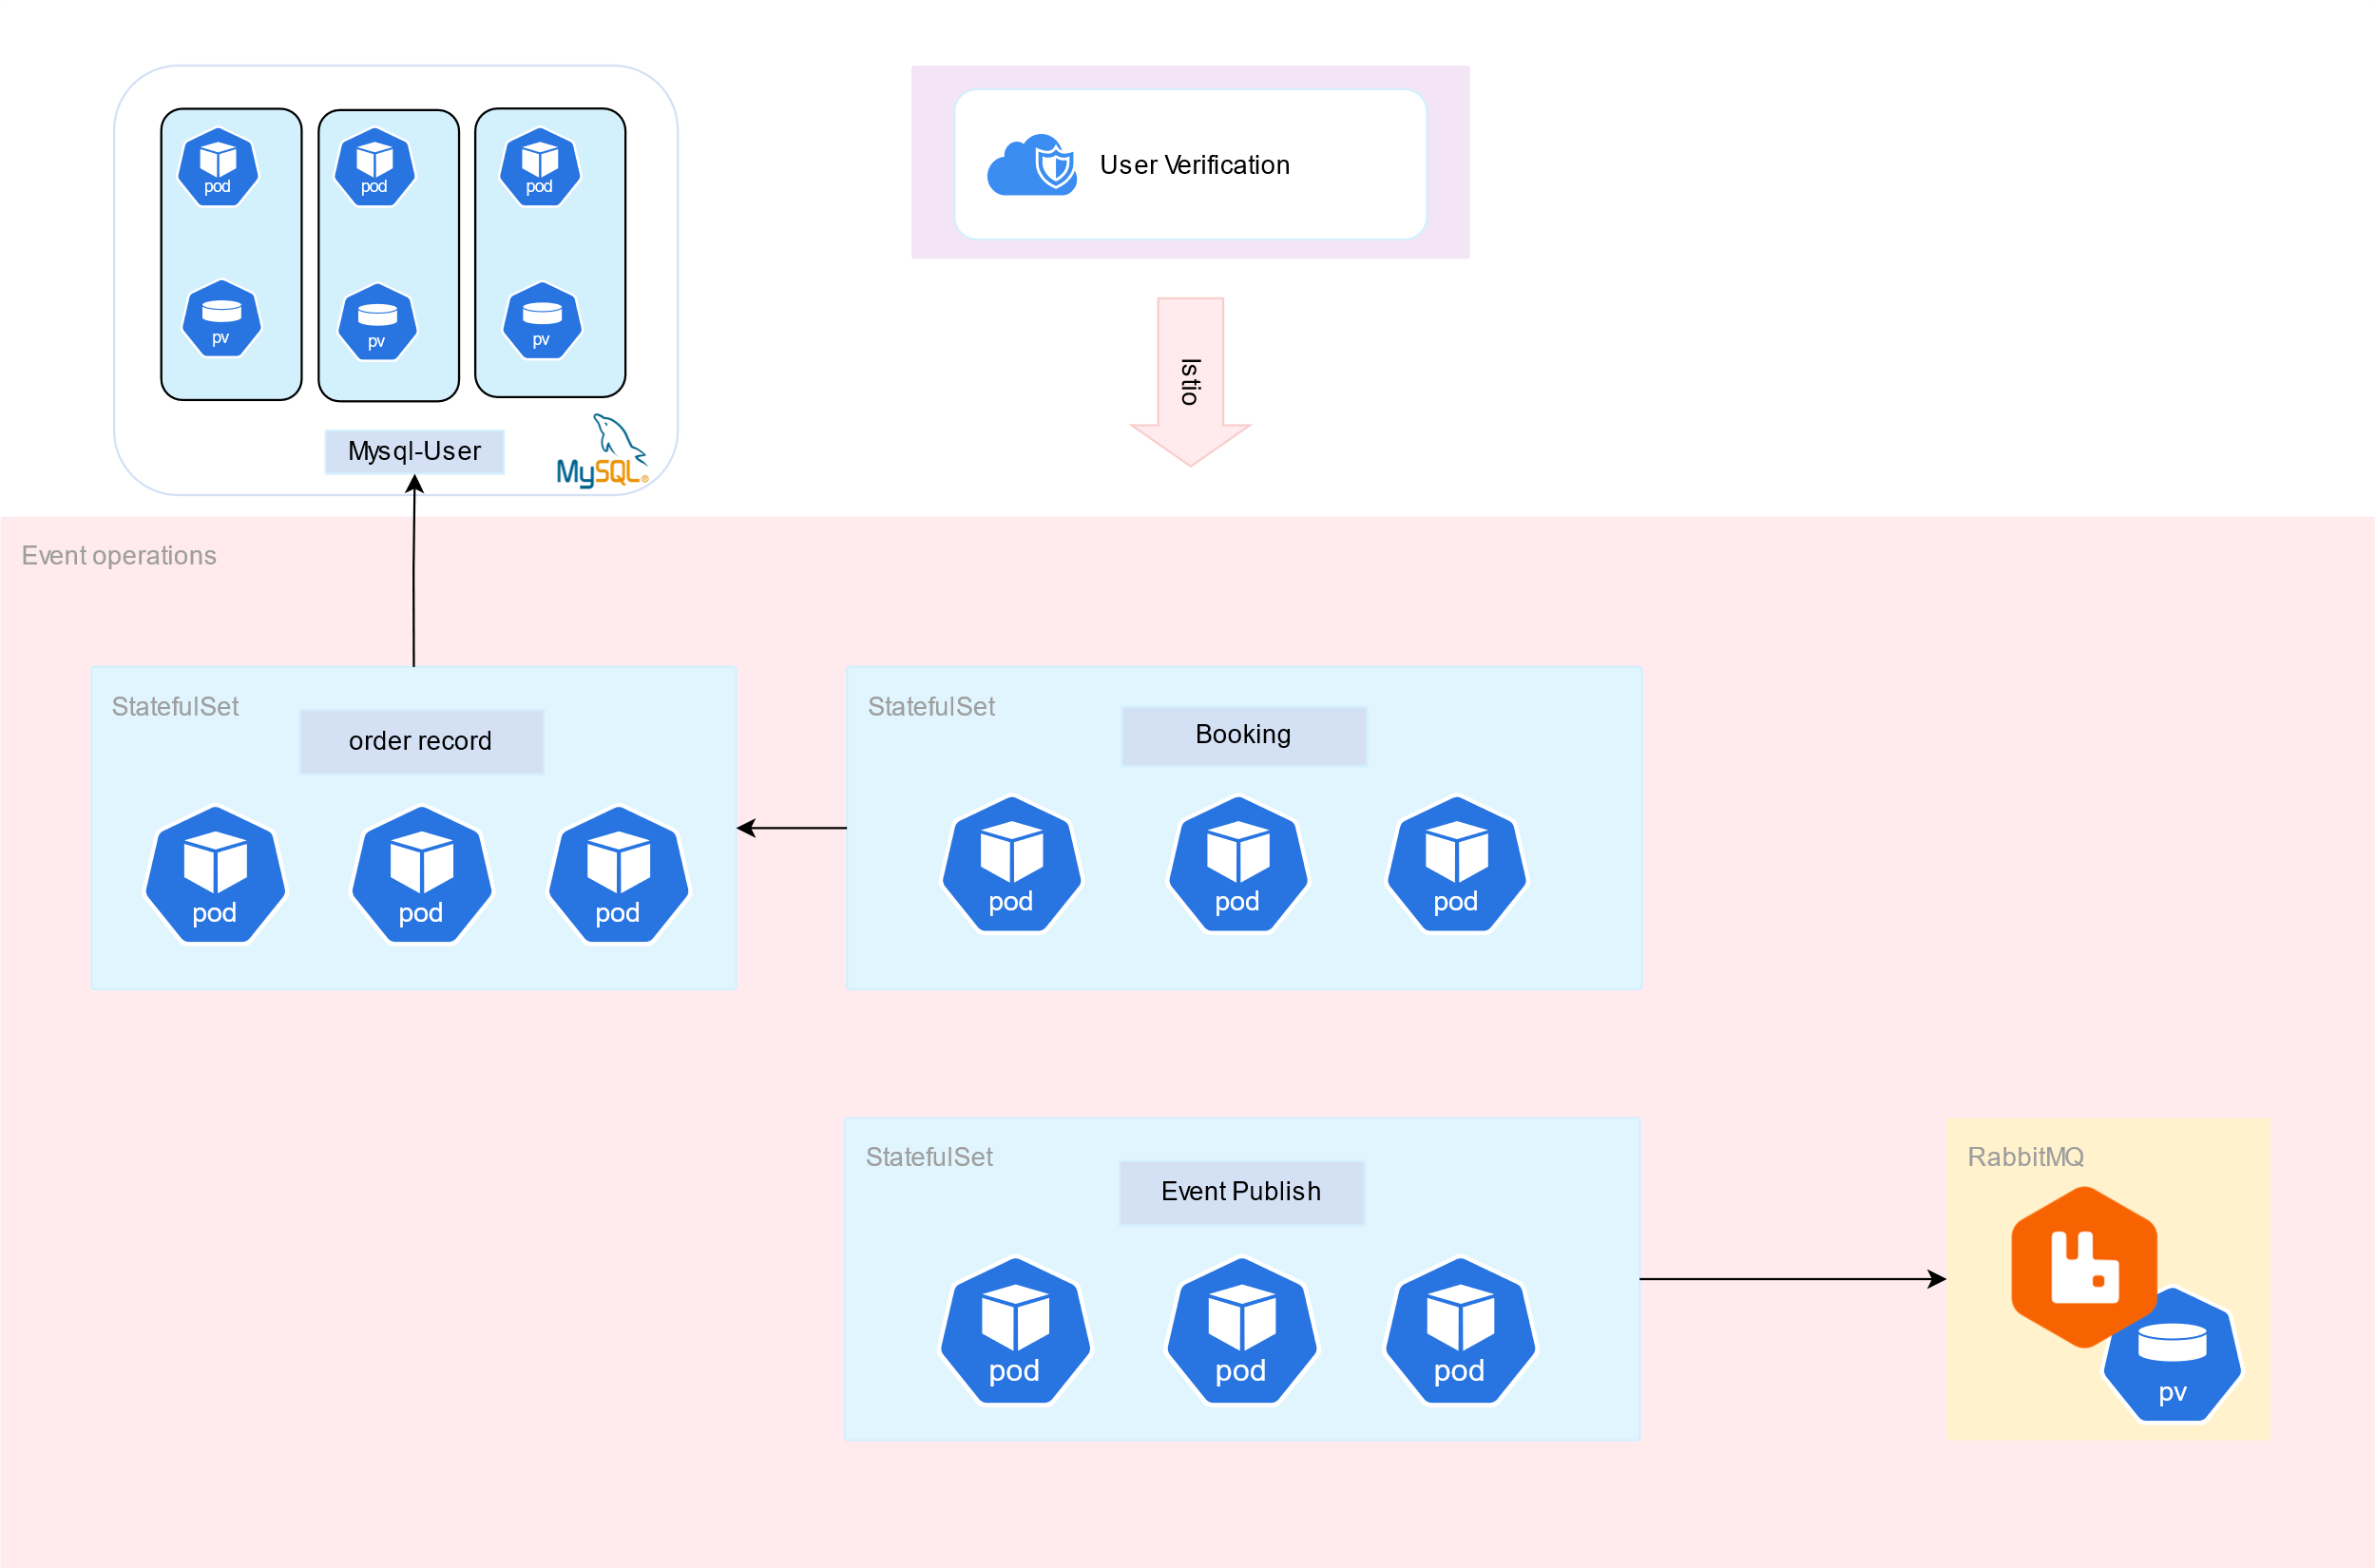 pod
pod
pod
pv
pv
pv
Mysql-User
MySQL®
User Verification
Istio
Event operations
StatefulSet
order record
pod
pod
pod
StatefulSet
Booking
pod
pod
pod
StatefulSet
Event Publish
pod
pod
pod
RabbitMQ
pv